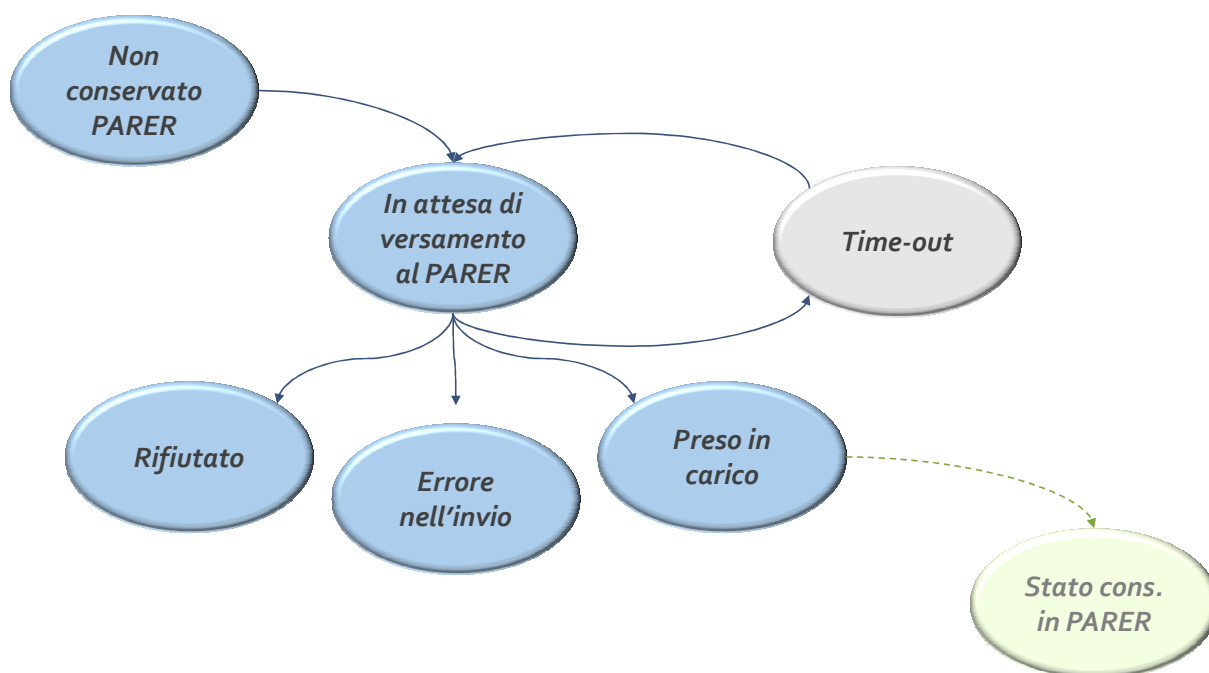 Non
conservato
PARER
In attesa di
versamento
al PARER
Time-out
Rifiutato
Errore
nell’invio
Preso in
carico
Stato cons.
in PARER